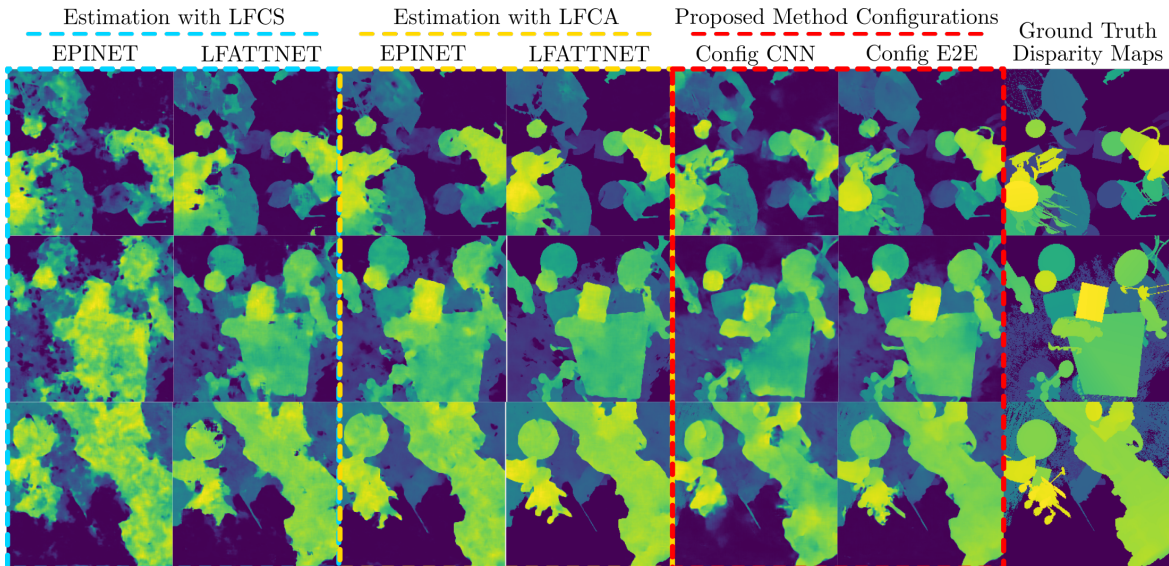 Estimation with LFCS
Estimation with LFCA
Proposed Method Configurations
Ground Truth
Disparity Maps
EPINET
LFATTNET
EPINET
LFATTNET
Config CNN
Config E2E